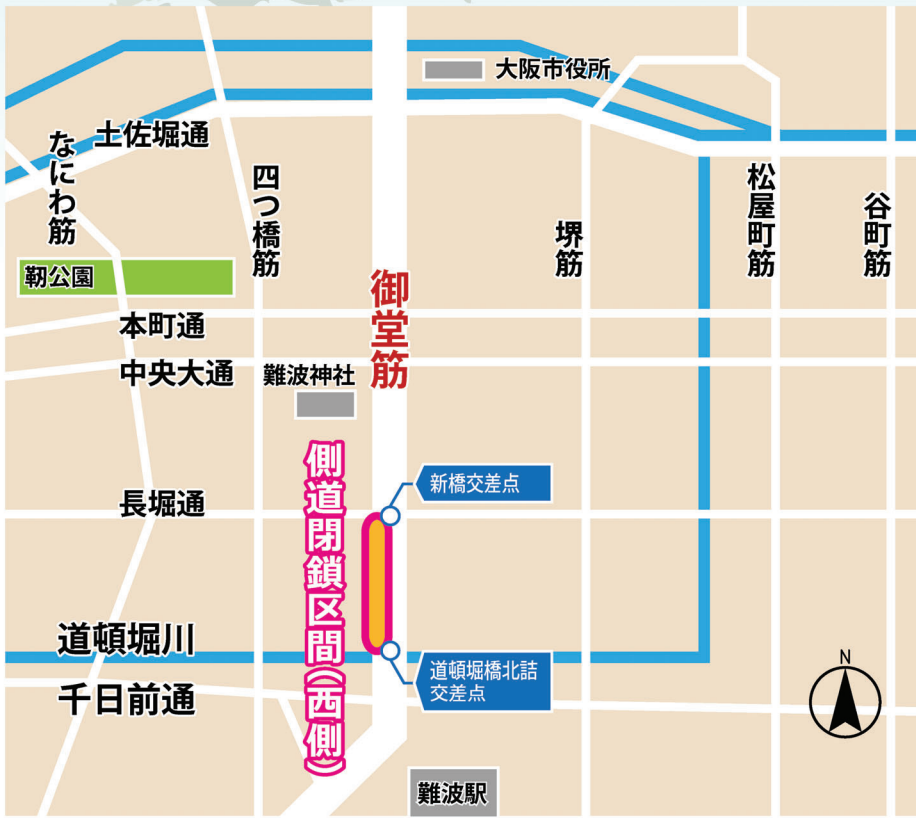 大阪市役所
土佐堀通
なにわ筋
四つ橋筋
堺筋
松屋町筋
谷町筋
靭公園
御堂筋
本町通
中央大通
難波神社
側道閉鎖区間(西側)
新橋交差点
長堀通
道頓堀川
道頓堀橋北詰
交差点
千日前通
N
難波駅